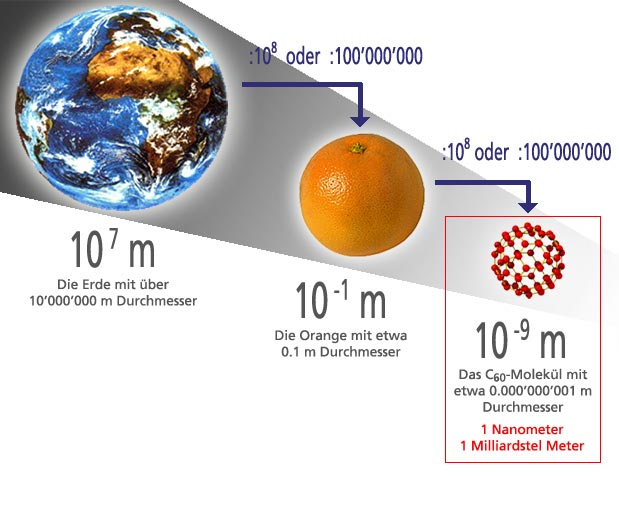 :10⁸ oder :100'000'000
:10⁸ oder :100'000'000
10⁷ m
Die Erde mit über
10'000'000 m Durchmesser
10⁻¹ m
Die Orange mit etwa
0.1 m Durchmesser
10⁻⁹ m
Das C₆₀-Molekül mit
etwa 0.000'000'001 m
Durchmesser
1 Nanometer
1 Milliardstel Meter